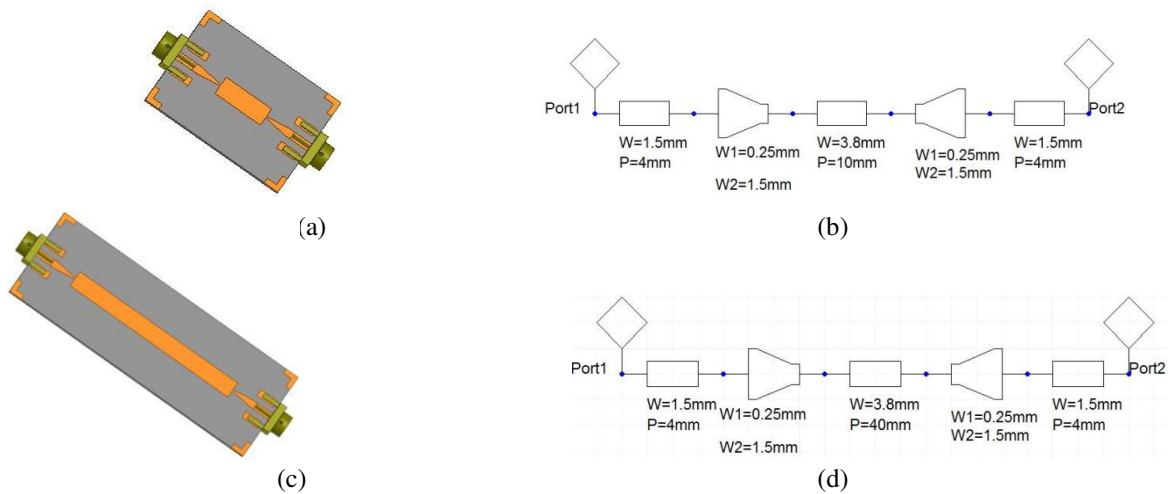 Port1
Port2
W=1.5mm
P=4mm
W1=0.25mm
W2=1.5mm
W=3.8mm
P=10mm
W1=0.25mm
W2=1.5mm
W=1.5mm
P=4mm
(a)
(b)
Port1
Port2
W=1.5mm
P=4mm
W1=0.25mm
W2=1.5mm
W=3.8mm
P=40mm
W1=0.25mm
W2=1.5mm
W=1.5mm
P=4mm
(c)
(d)